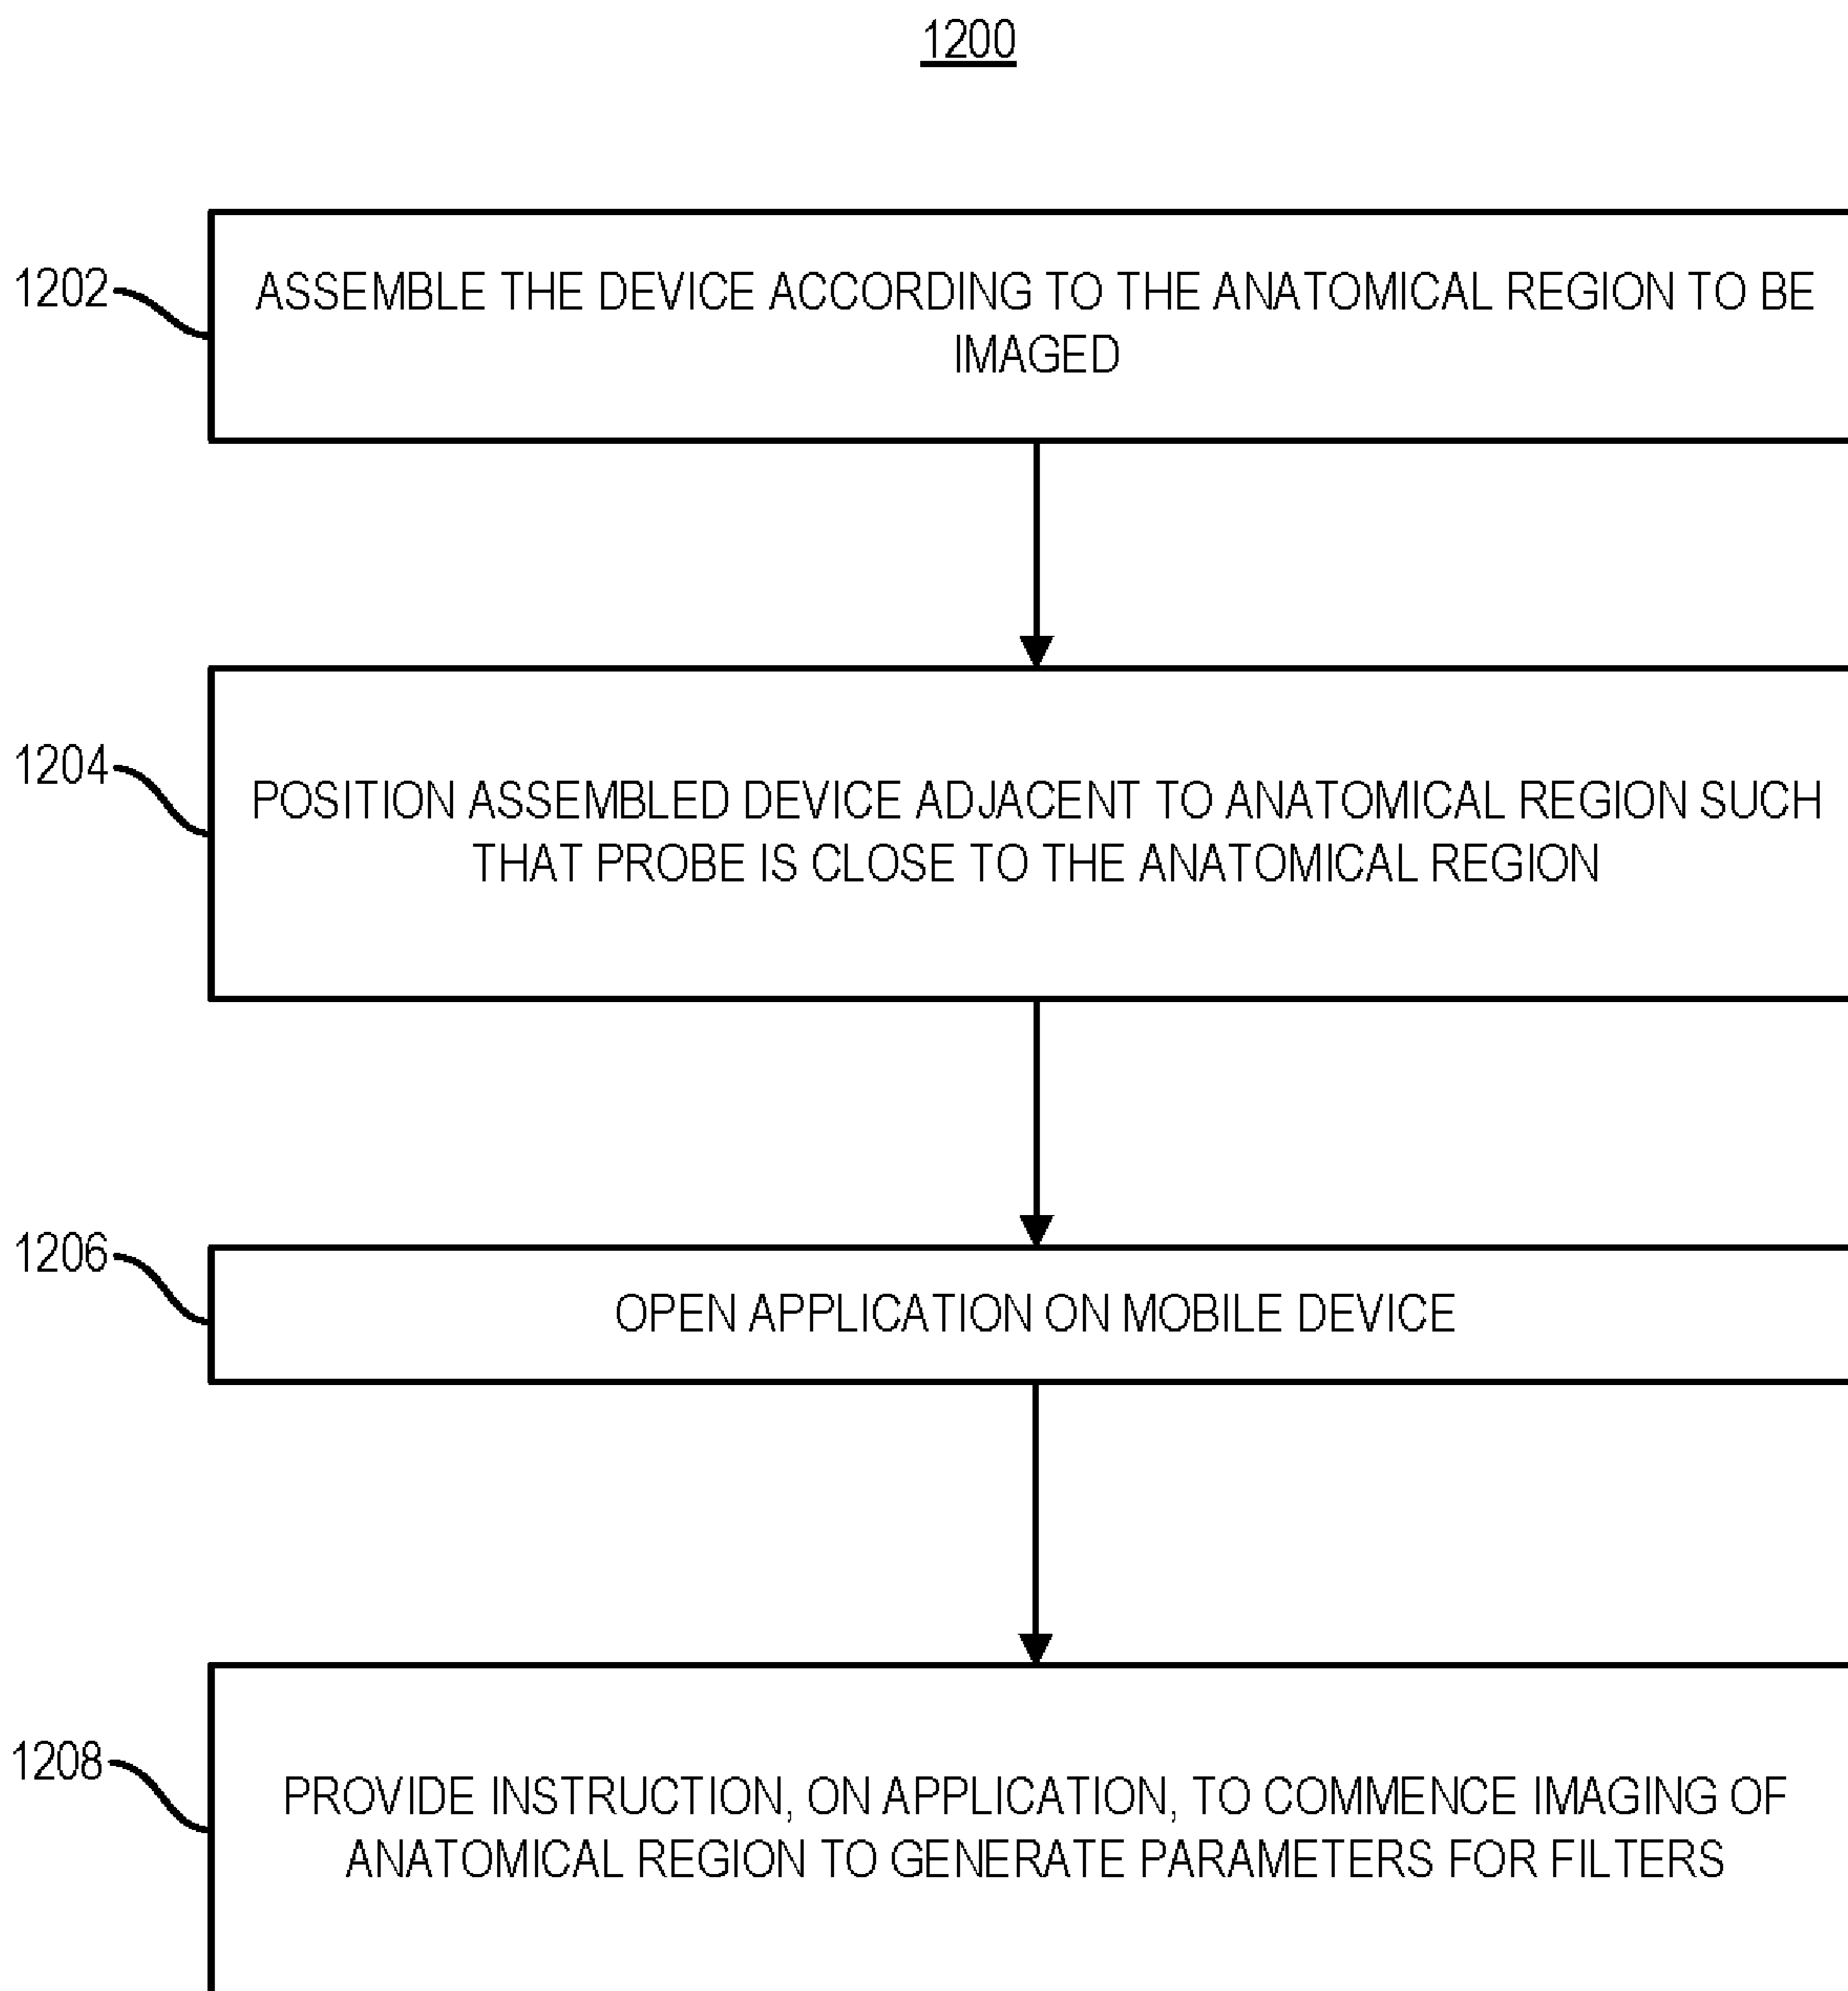 1200
1202
ASSEMBLE THE DEVICE ACCORDING TO THE ANATOMICAL REGION TO BE
IMAGED
1204
POSITION ASSEMBLED DEVICE ADJACENT TO ANATOMICAL REGION SUCH
THAT PROBE IS CLOSE TO THE ANATOMICAL REGION
1206
OPEN APPLICATION ON MOBILE DEVICE
1208
PROVIDE INSTRUCTION, ON APPLICATION, TO COMMENCE IMAGING OF
ANATOMICAL REGION TO GENERATE PARAMETERS FOR FILTERS